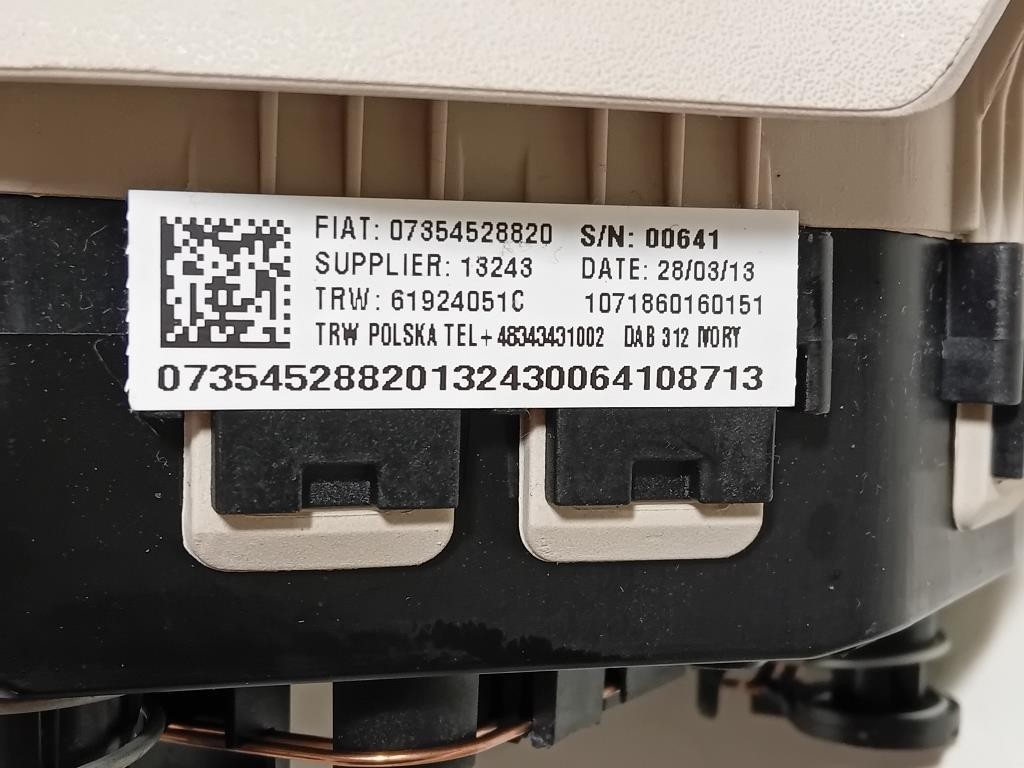 FIAT: 07354528820 S/N: 00641
SUPPLIER: 13243 DATE: 28/03/13
TRW: 61924051C 1071860160151
TRW POLSKA TEL+48343431002 DAB 312 IVORY
07354528820132430064108713